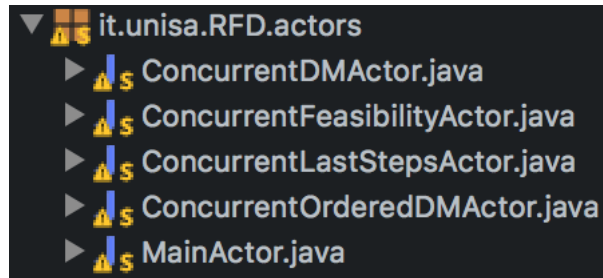 it.unisa.RFD.actors
ConcurrentDMActor.java
ConcurrentFeasibilityActor.java
ConcurrentLastStepsActor.java
ConcurrentOrderedDMActor.java
MainActor.java